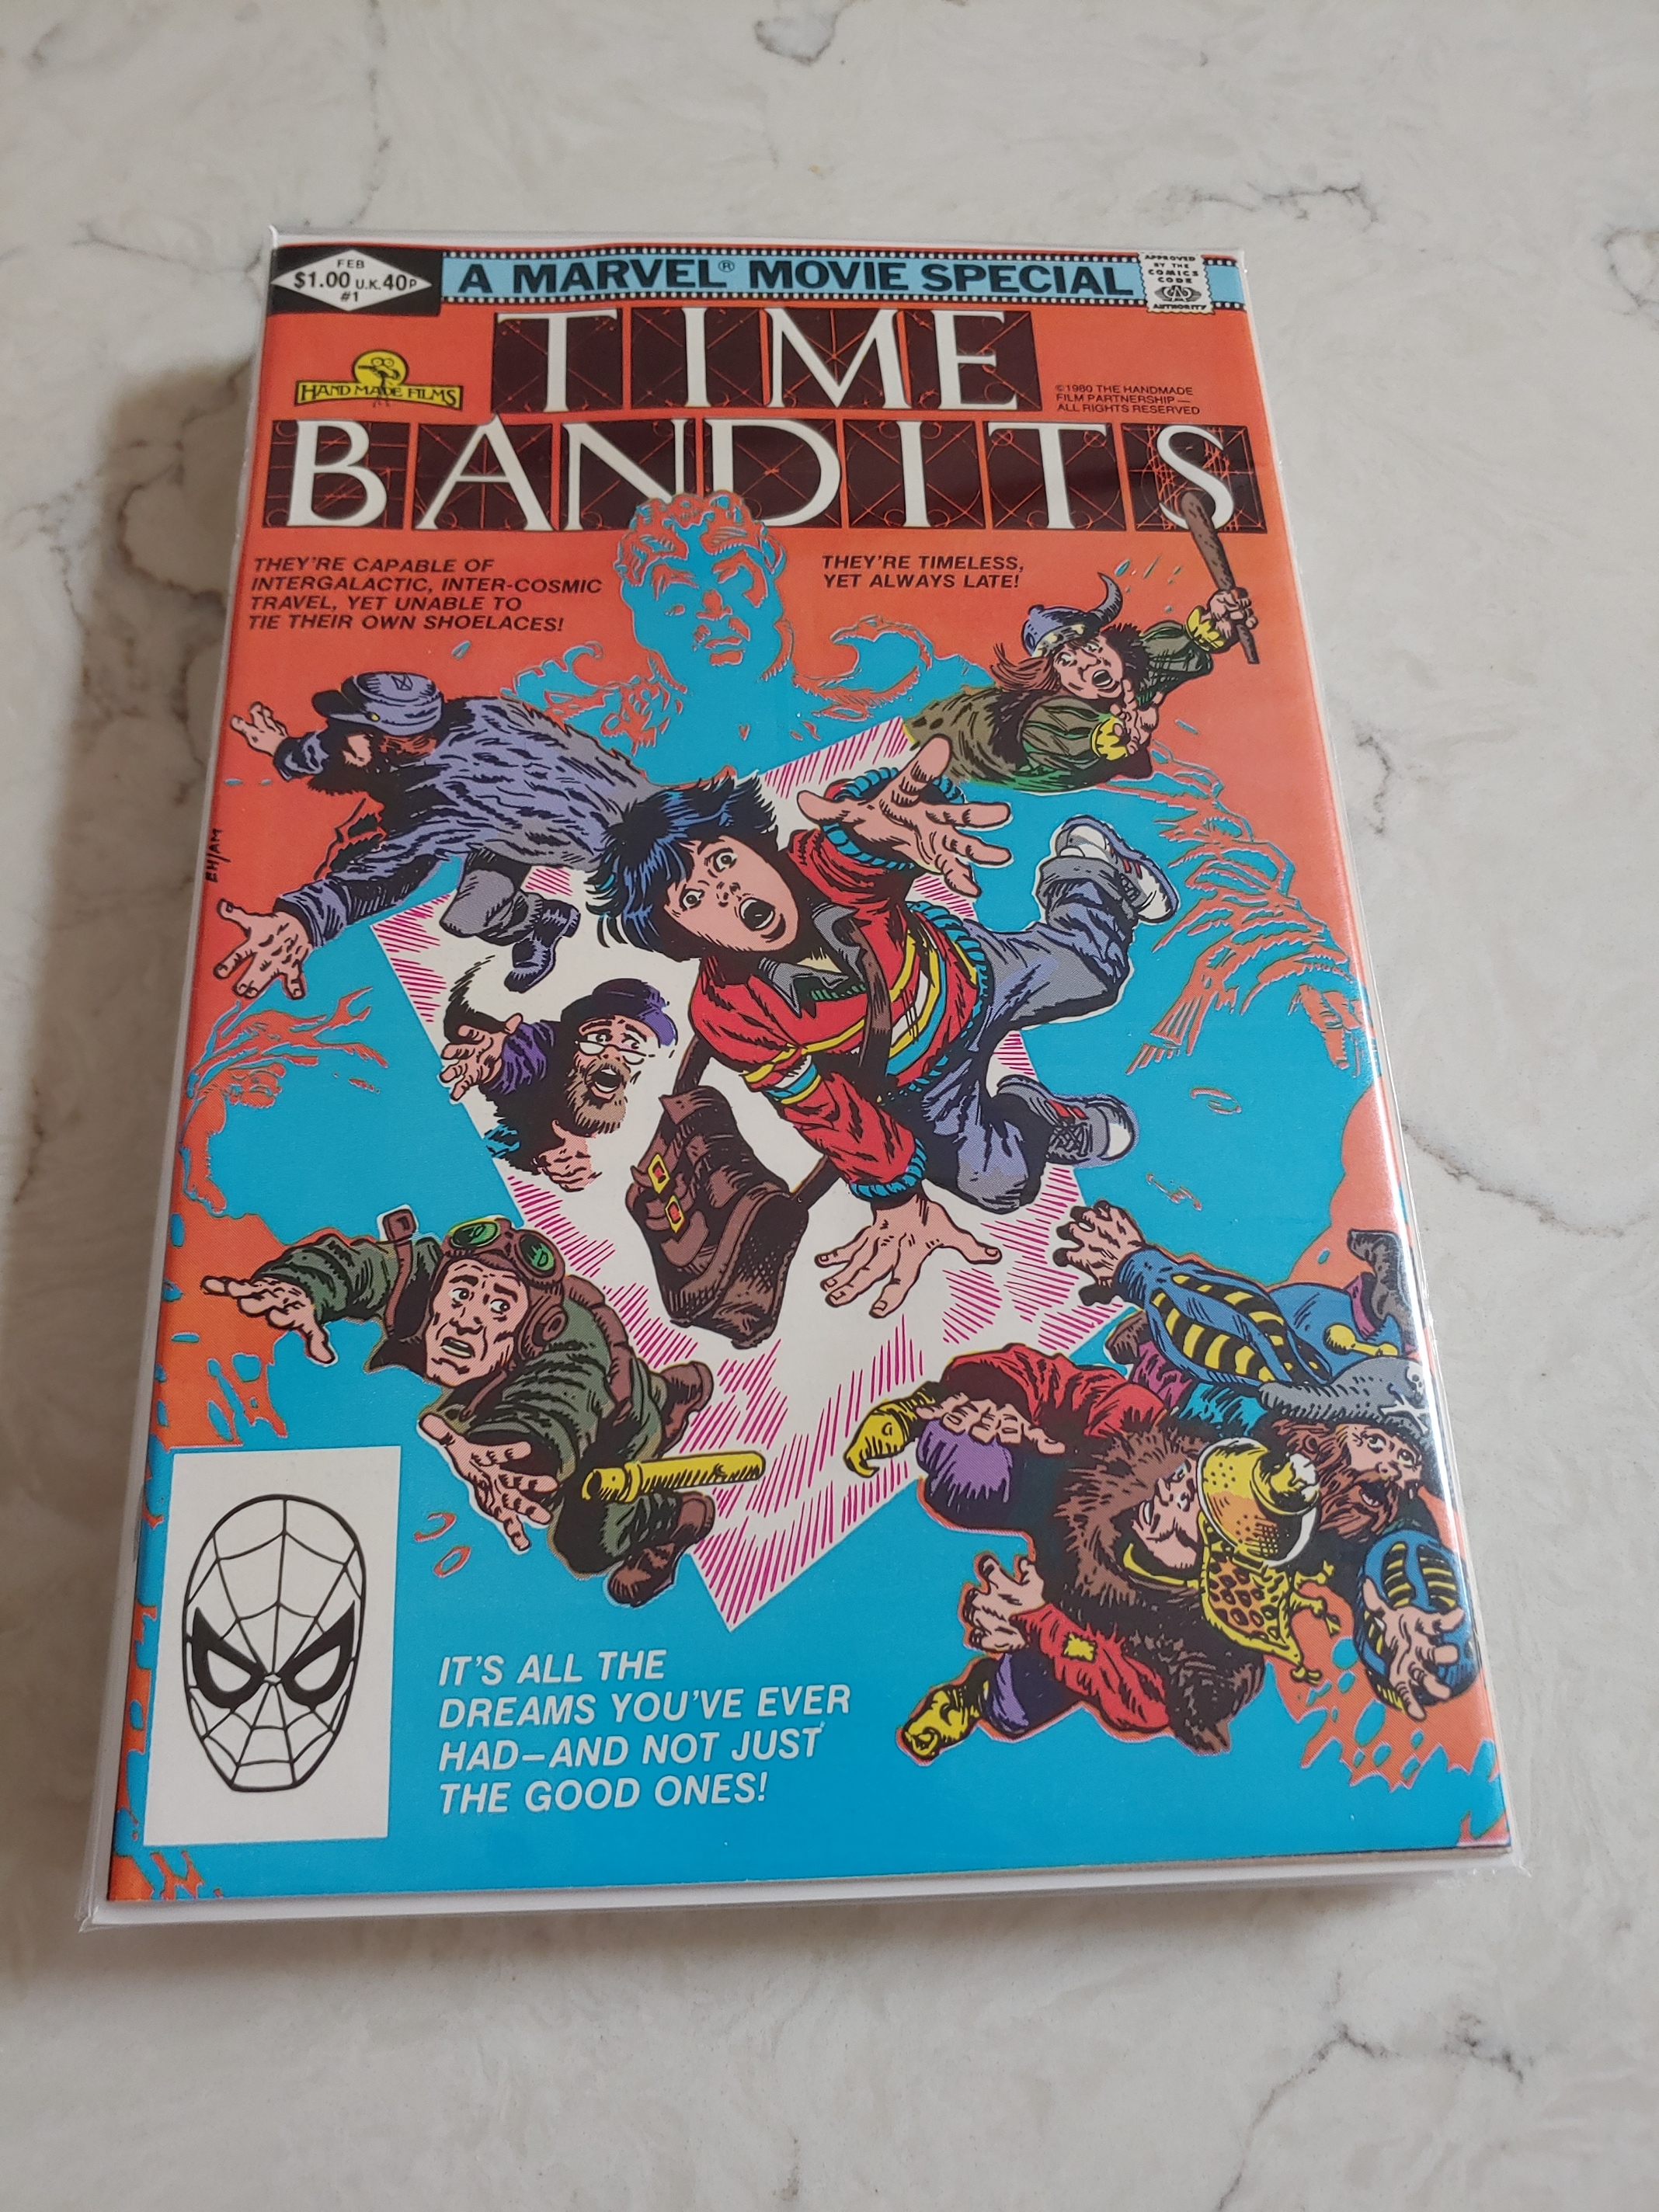 FEB
$1.00 U.K. 40P
#1
A MARVEL® MOVIE SPECIAL
APPROVED
BY THE
COMICS
CODE
AUTHORITY
HAND MADE FILMS
TIME
©1980 THE HANDMADE
FILM PARTNERSHIP—
ALL RIGHTS RESERVED
BANDITS
THEY'RE CAPABLE OF
INTERGALACTIC, INTER-COSMIC
TRAVEL, YET UNABLE TO
TIE THEIR OWN SHOELACES!
THEY'RE TIMELESS,
YET ALWAYS LATE!
EH/AM
IT'S ALL THE
DREAMS YOU'VE EVER
HAD—AND NOT JUST
THE GOOD ONES!